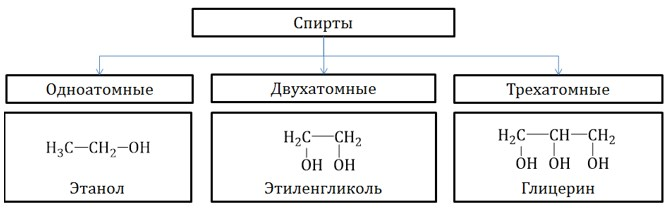 Спирты
Одноатомные
Двухатомные
Трехатомные
H₃C—CH₂—OH
Этанол
H₂C—CH₂
OH OH
Этиленгликоль
H₂C—CH—CH₂
OH OH OH
Глицерин